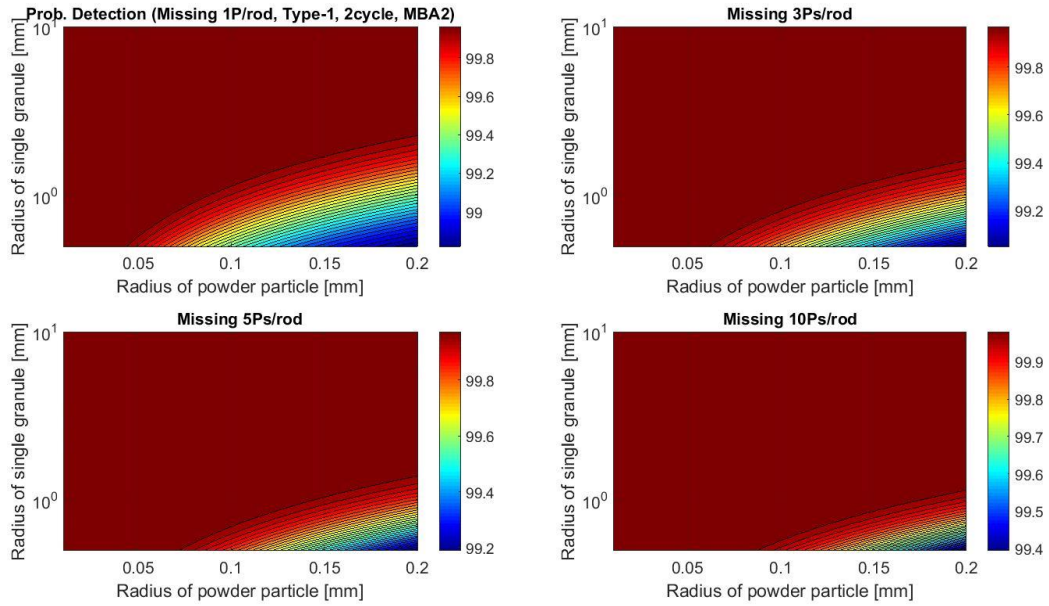 Prob. Detection (Missing 1P/rod, Type-1, 2cycle, MBA2)
Radius of single granule [mm]
10^1
10^0
0.05 0.1 0.15 0.2
Radius of powder particle [mm]
99.8
99.6
99.4
99.2
99
Missing 3Ps/rod
Radius of single granule [mm]
10^1
10^0
0.05 0.1 0.15 0.2
Radius of powder particle [mm]
99.8
99.6
99.4
99.2
Missing 5Ps/rod
Radius of single granule [mm]
10^1
10^0
0.05 0.1 0.15 0.2
Radius of powder particle [mm]
99.8
99.6
99.4
99.2
Missing 10Ps/rod
Radius of single granule [mm]
10^1
10^0
0.05 0.1 0.15 0.2
Radius of powder particle [mm]
99.9
99.8
99.7
99.6
99.5
99.4